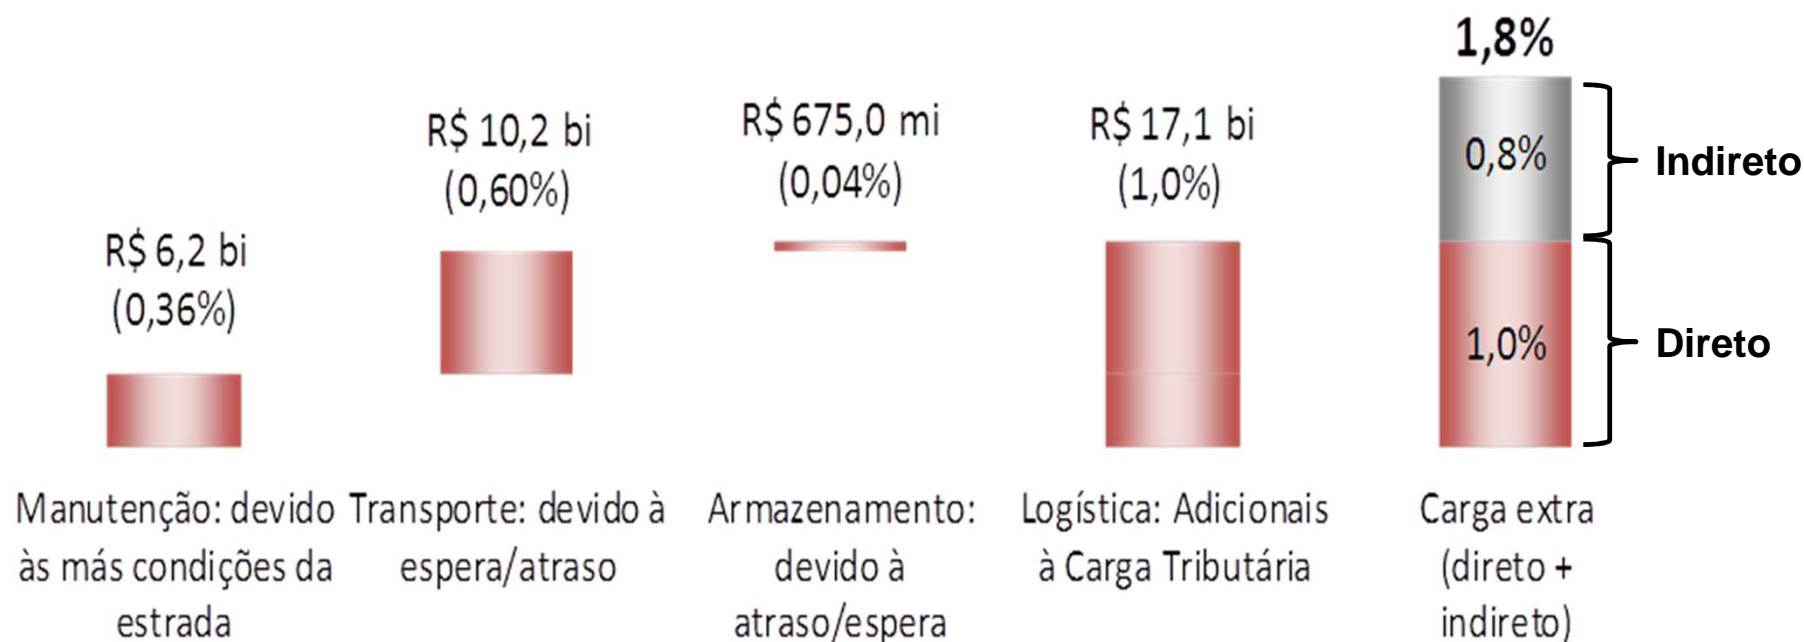 R$ 6,2 bi
(0,36%)
R$ 10,2 bi
(0,60%)
R$ 675,0 mi
(0,04%)
R$ 17,1 bi
(1,0%)
1,8%
0,8%
1,0%
Indireto
Direto
Manutenção: devido
às más condições da
estrada
Transporte: devido à
espera/atraso
Armazenamento:
devido à
atraso/espera
Logística: Adicionais
à Carga Tributária
Carga extra
(direto +
indireto)